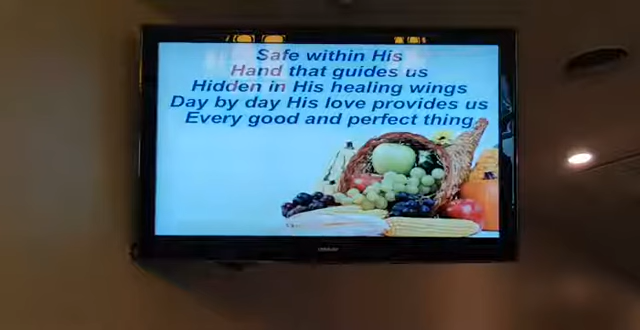 Safe within His
Hand that guides us
Hidden in His healing wings
Day by day His love provides us
Every good and perfect thing